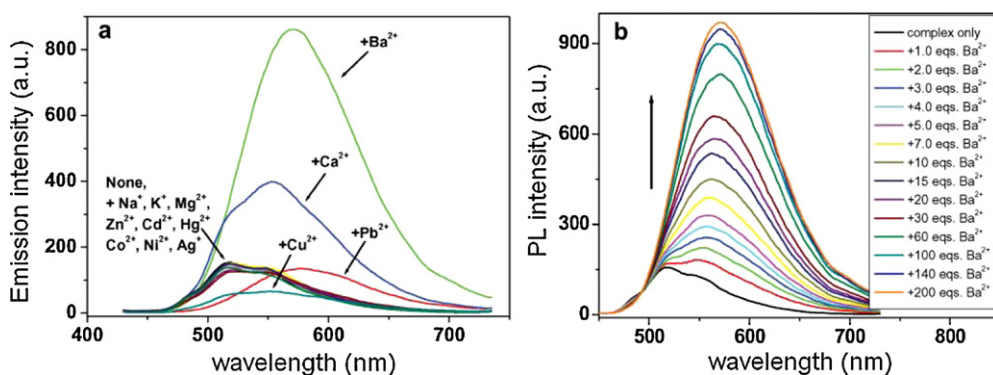 a
Emission intensity (a.u.)
800
600
400
200
0
+Ba²⁺
+Ca²⁺
None,
+ Na⁺, K⁺, Mg²⁺,
Zn²⁺, Cd²⁺, Hg²⁺
Co²⁺, Ni²⁺, Ag⁺
+Cu²⁺
+Pb²⁺
400
500
600
700
wavelength (nm)
b
PL intensity (a.u.)
900
600
300
0
500
600
700
800
wavelength (nm)
complex only
+1.0 eqs. Ba²⁺
+2.0 eqs. Ba²⁺
+3.0 eqs. Ba²⁺
+4.0 eqs. Ba²⁺
+5.0 eqs. Ba²⁺
+7.0 eqs. Ba²⁺
+10 eqs. Ba²⁺
+15 eqs. Ba²⁺
+20 eqs. Ba²⁺
+30 eqs. Ba²⁺
+60 eqs. Ba²⁺
+100 eqs. Ba²⁺
+140 eqs. Ba²⁺
+200 eqs. Ba²⁺